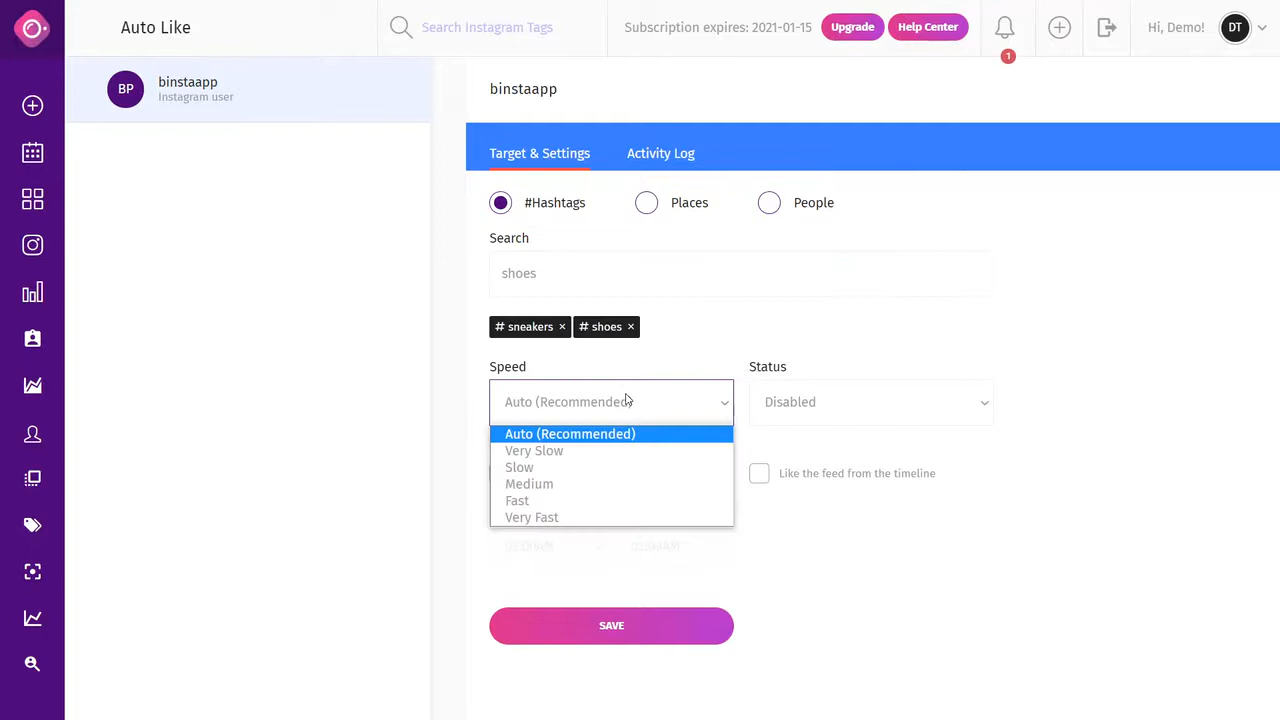 Auto Like
Search Instagram Tags
Subscription expires: 2021-01-15
Upgrade
Help Center
1
Hi, Demo!
DT
BP
binstaapp
Instagram user
binstaapp
Target & Settings
Activity Log
#Hashtags
Places
People
Search
shoes
# sneakers ×
# shoes ×
Speed
Status
Auto (Recommended)
Disabled
Auto (Recommended)
Very Slow
Slow
Medium
Fast
Very Fast
Like the feed from the timeline
SAVE